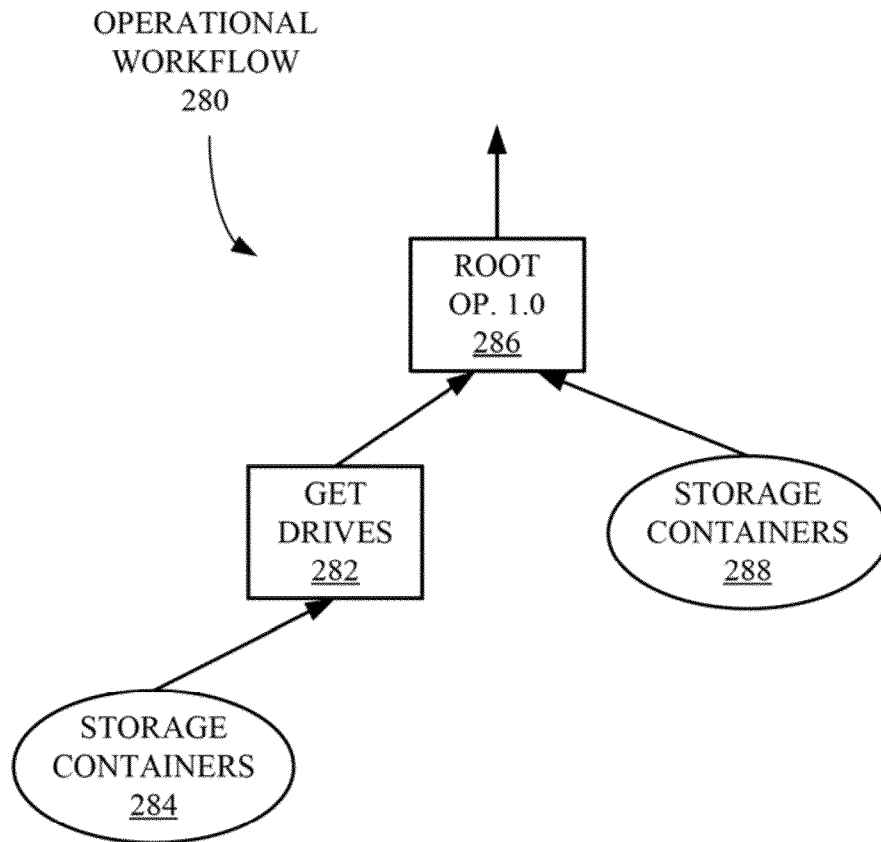 OPERATIONAL
WORKFLOW
280
ROOT
OP. 1.0
286
GET
DRIVES
282
STORAGE
CONTAINERS
288
STORAGE
CONTAINERS
284